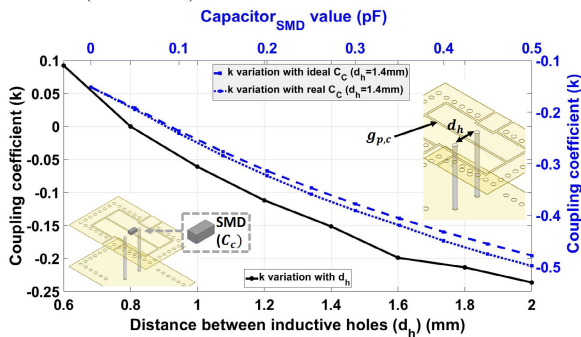 Capacitor_SMD value (pF)
0 0.1 0.2 0.3 0.4 0.5
k variation with ideal C_C (d_h=1.4mm)
k variation with real C_C (d_h=1.4mm)
Coupling coefficient (k)
0.1
0.05
0
-0.05
-0.1
-0.15
-0.2
-0.25
Coupling coefficient (k)
-0.1
-0.2
-0.3
-0.4
-0.5
g_{p,c}
d_h
SMD
(C_c)
k variation with d_h
0.6 0.8 1 1.2 1.4 1.6 1.8 2
Distance between inductive holes (d_h) (mm)